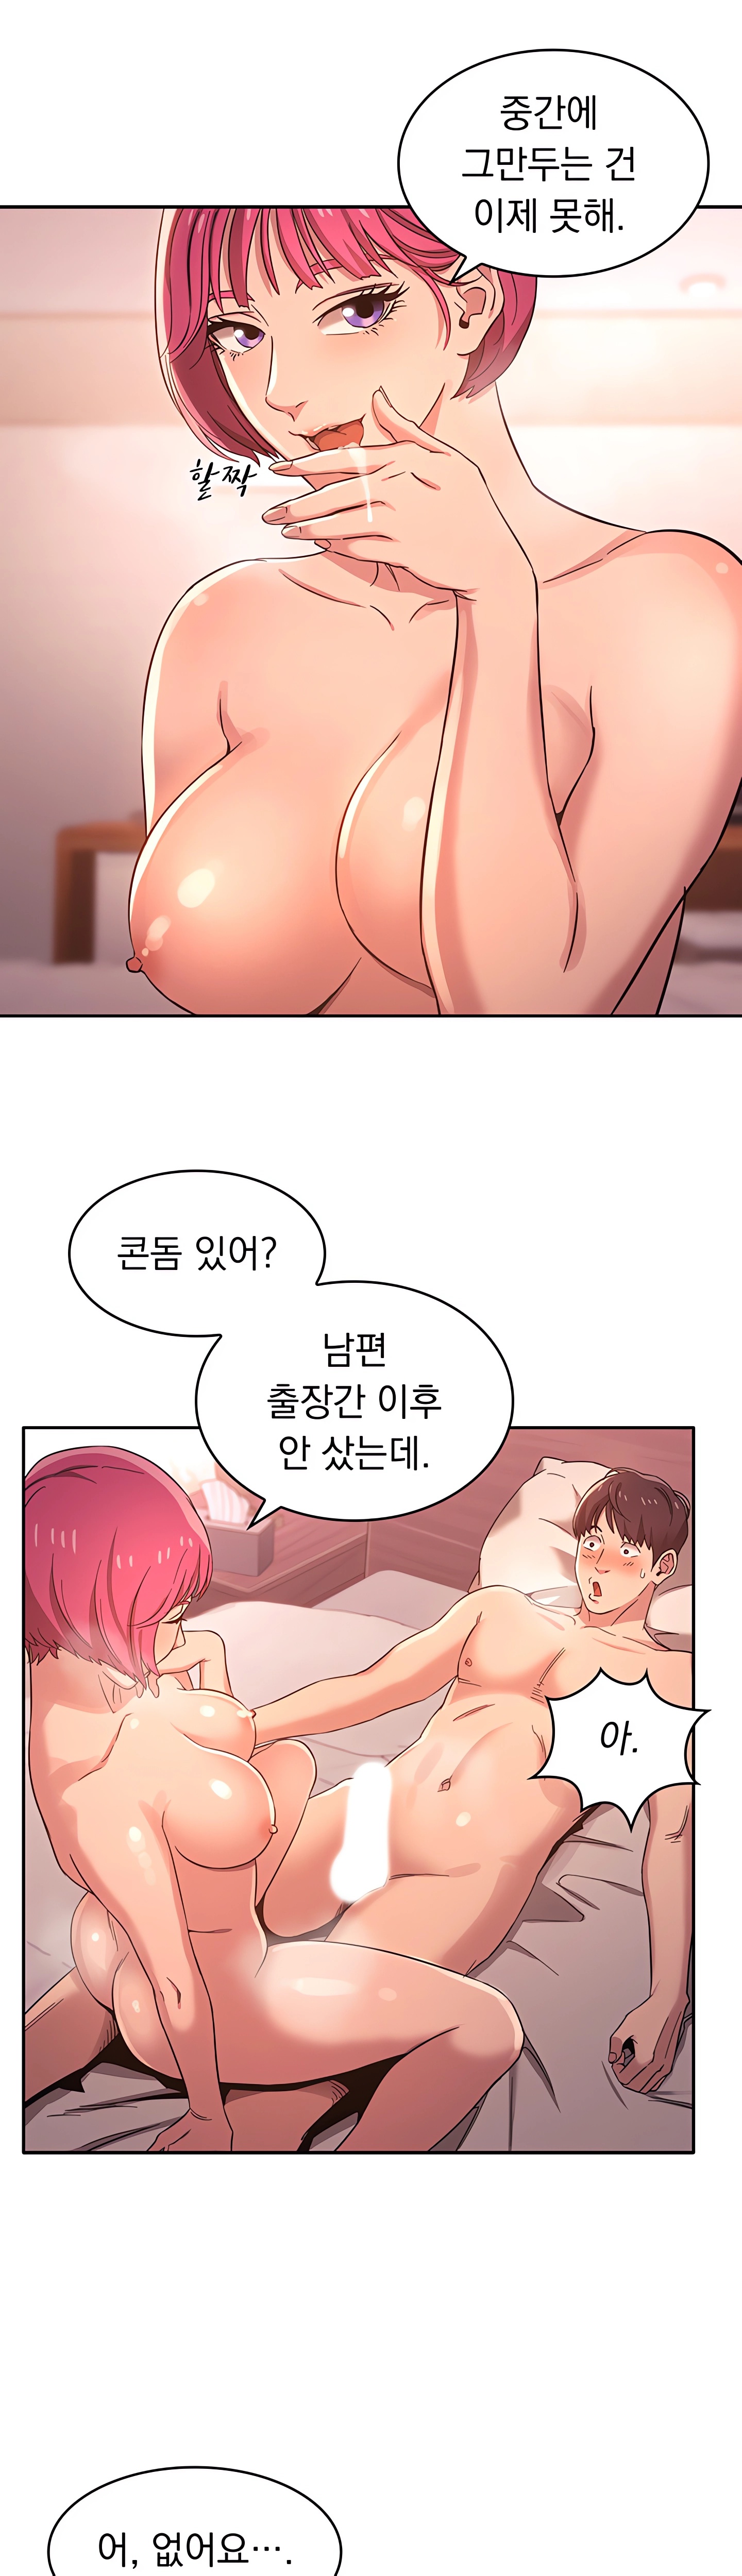 중간에
그만두는 건
이제 못해.
할짝
콘돔 있어?
남편
출장간 이후
안 샀는데.
아.
어, 없어요….